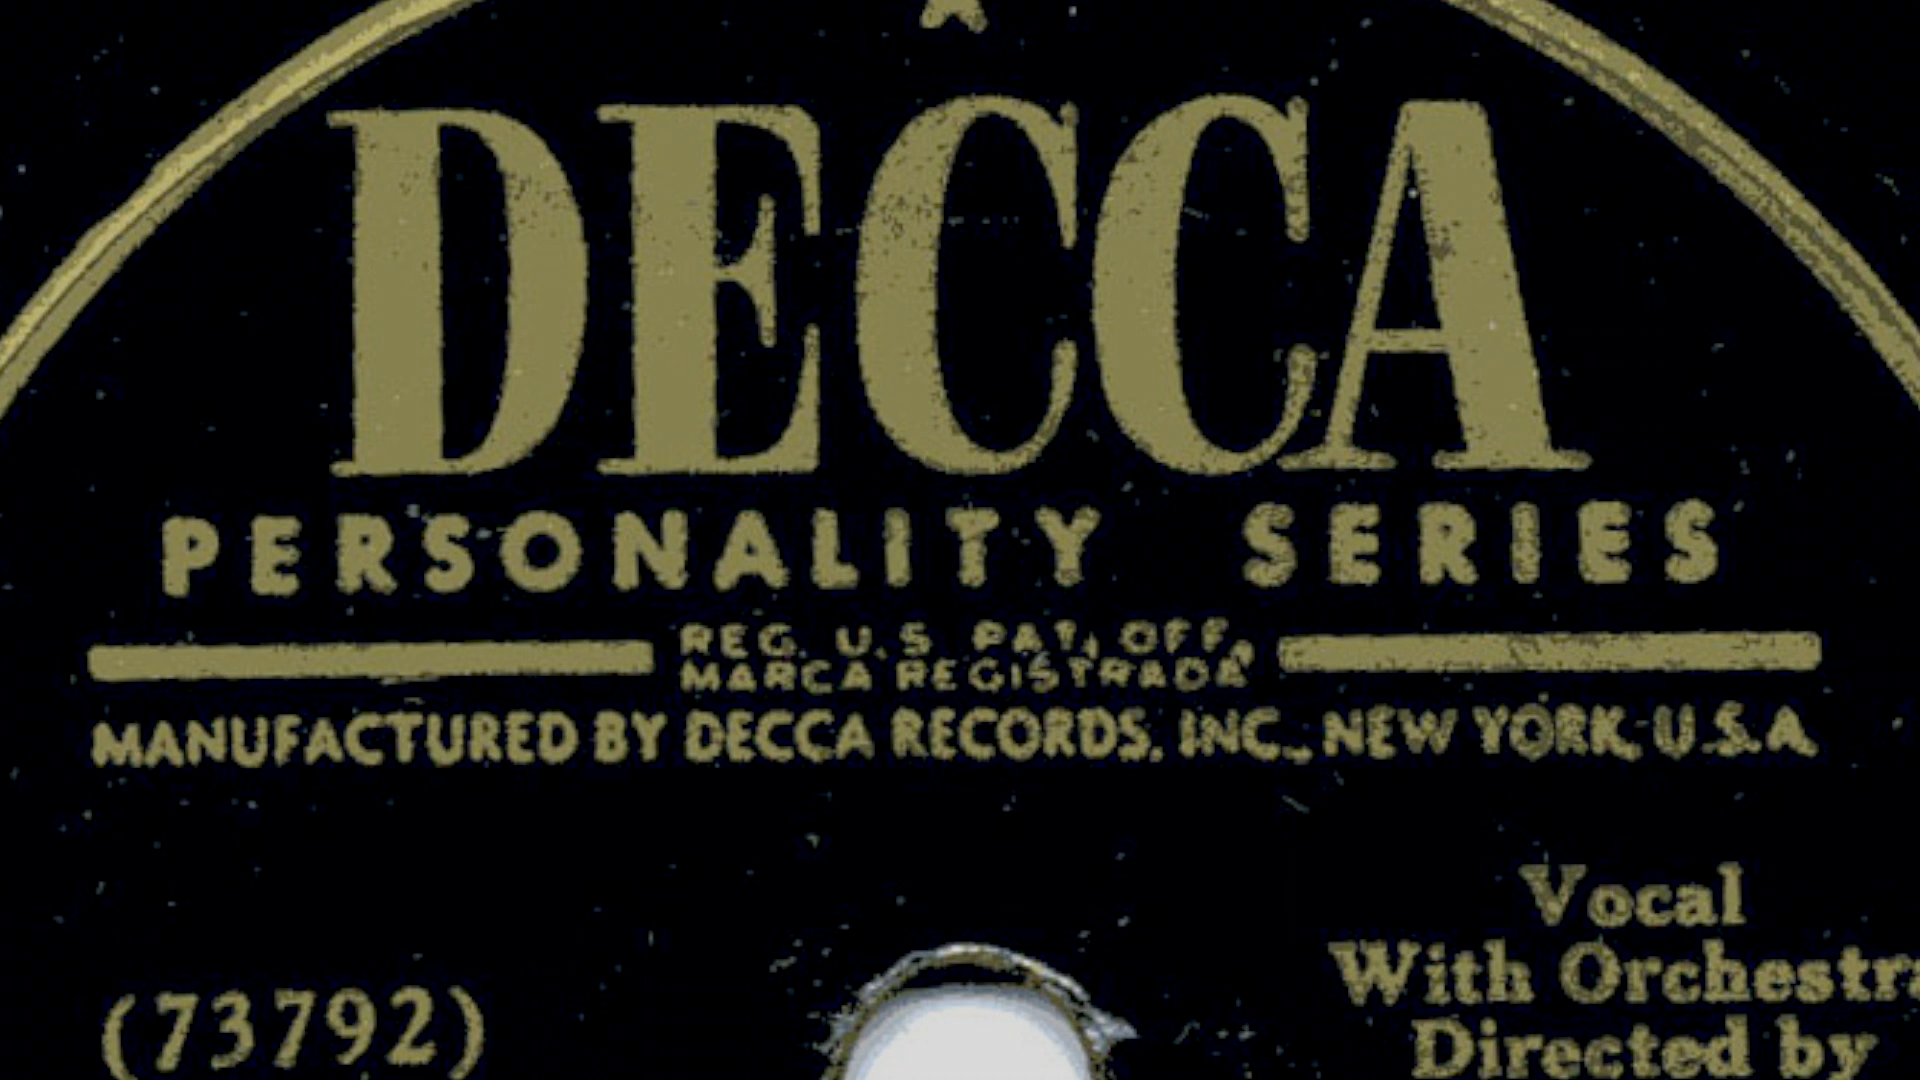 DECCA
PERSONALITY SERIES
REG. U.S. PAT. OFF.
MARCA REGISTRADA
MANUFACTURED BY DECCA RECORDS, INC., NEW YORK, U.S.A.
Vocal
With Orchestra
Directed by
(73792)